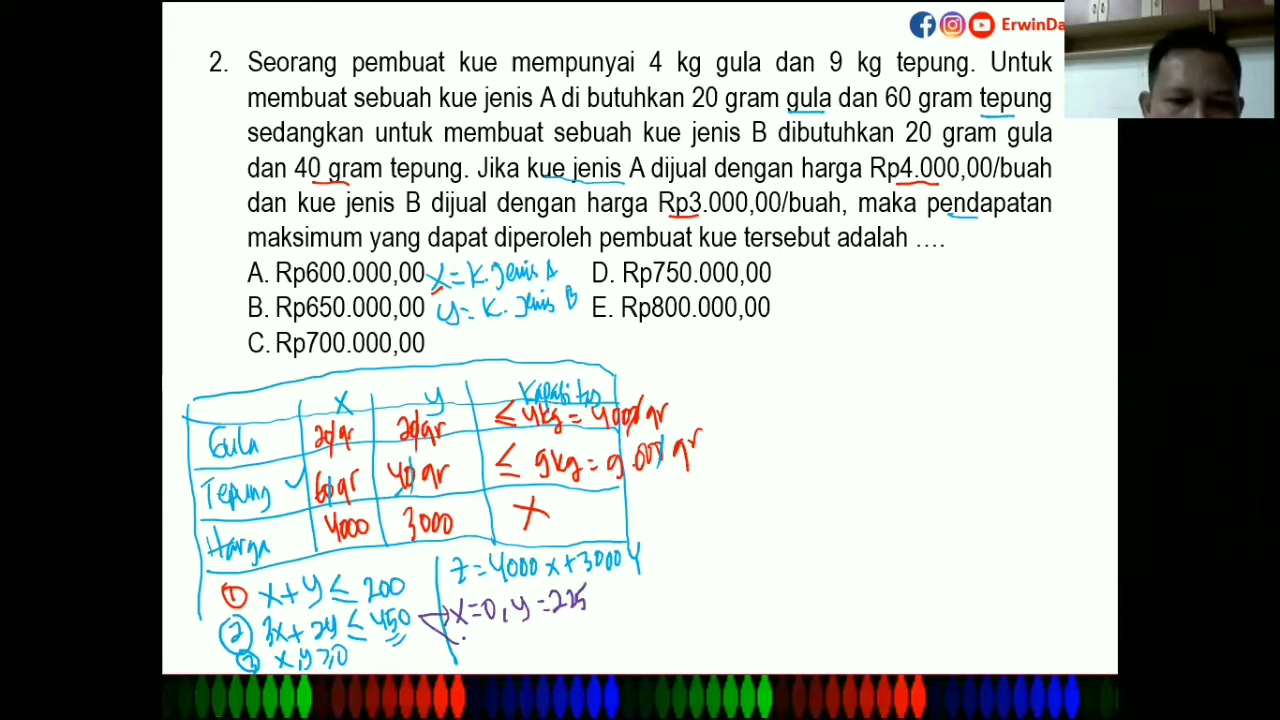 ErwinDa
2. Seorang pembuat kue mempunyai 4 kg gula dan 9 kg tepung. Untuk
membuat sebuah kue jenis A di butuhkan 20 gram gula dan 60 gram tepung
sedangkan untuk membuat sebuah kue jenis B dibutuhkan 20 gram gula
dan 40 gram tepung. Jika kue jenis A dijual dengan harga Rp4.000,00/buah
dan kue jenis B dijual dengan harga Rp3.000,00/buah, maka pendapatan
maksimum yang dapat diperoleh pembuat kue tersebut adalah ....
A. Rp600.000,00 x = K. Jenis A D. Rp750.000,00
B. Rp650.000,00 y = K. Jenis B E. Rp800.000,00
C. Rp700.000,00
x y Kapasitas
Gula 20 gr 20 gr ≤ 4kg = 4000 gr
Tepung 60 gr 40 gr ≤ 9kg = 9.000 gr
Harga 4000 3000 X
z = 4000 x + 3000 y
① x + y ≤ 200
x = 0, y = 225
② 3x + 2y ≤ 450
③ x, y ≥ 0